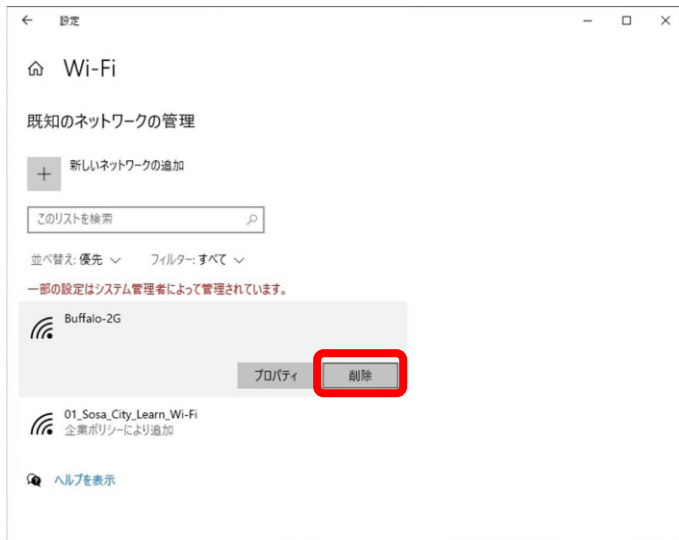 設定
Wi-Fi
既知のネットワークの管理
新しいネットワークの追加
このリストを検索
並べ替え: 優先 フィルター: すべて
一部の設定はシステム管理者によって管理されています。
Buffalo-2G
プロパティ 削除
01_Sosa_City_Learn_Wi-Fi
企業ポリシーにより追加
ヘルプを表示